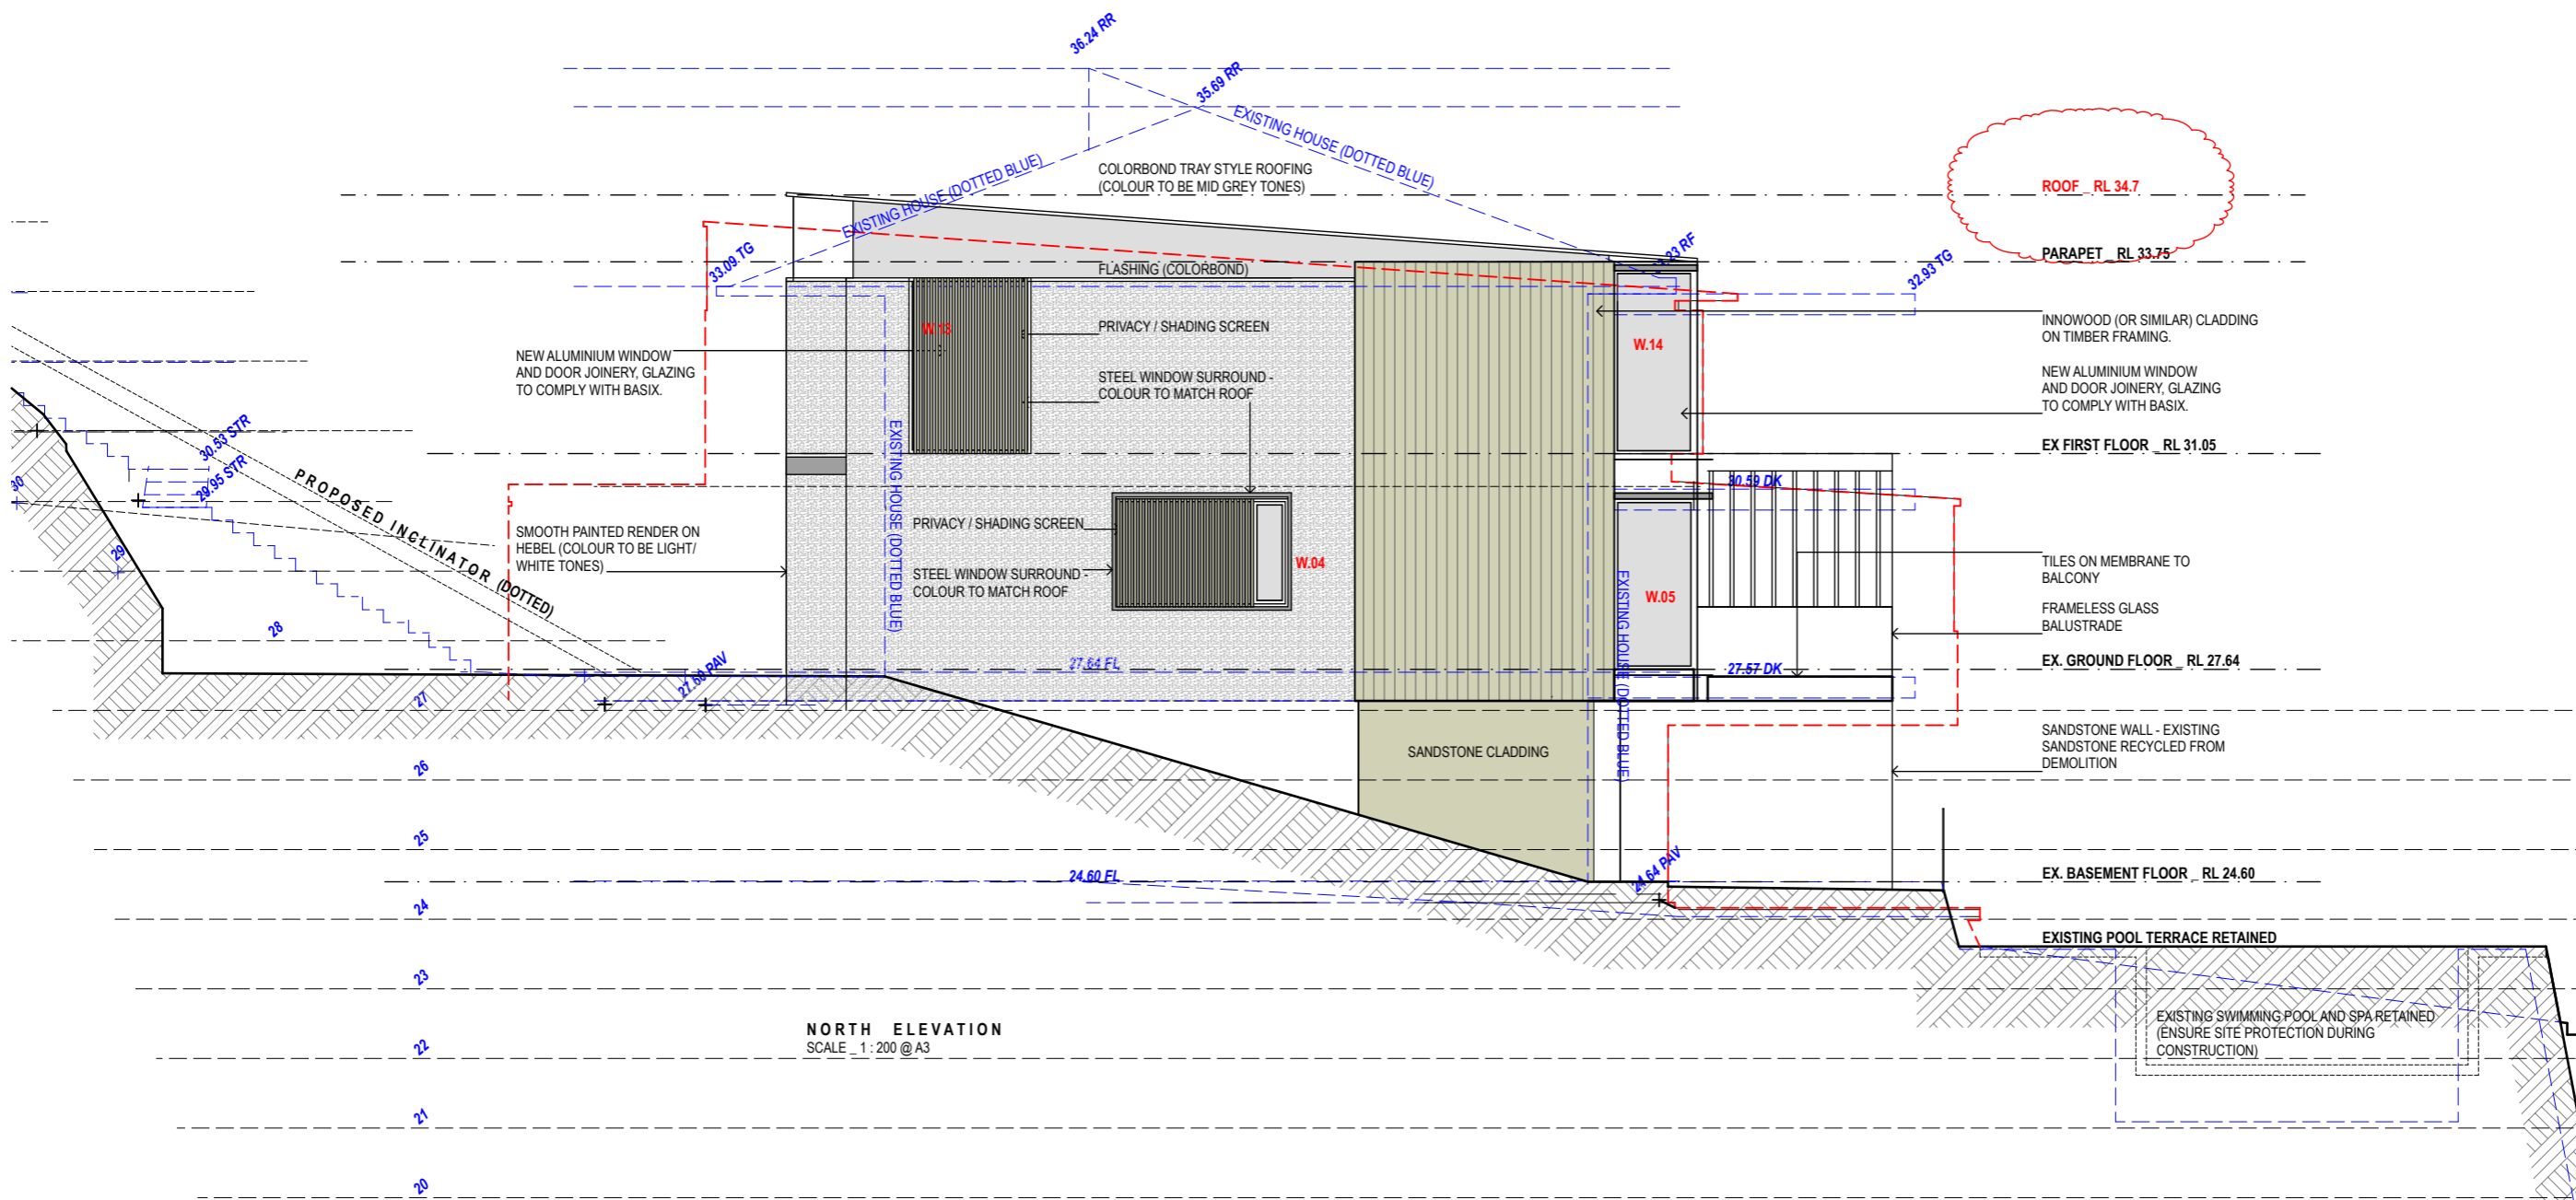 36.24 RR
35.69 RR
EXISTING HOUSE (DOTTED BLUE)
EXISTING HOUSE (DOTTED BLUE)
COLORBOND TRAY STYLE ROOFING
(COLOUR TO BE MID GREY TONES)
ROOF _ RL 34.7
PARAPET _ RL 33.75
33.09 TG
FLASHING (COLORBOND)
23 RF
32.93 TG
W.13
PRIVACY / SHADING SCREEN
W.14
INNOWOOD (OR SIMILAR) CLADDING
ON TIMBER FRAMING.
NEW ALUMINIUM WINDOW
AND DOOR JOINERY, GLAZING
TO COMPLY WITH BASIX.
STEEL WINDOW SURROUND -
COLOUR TO MATCH ROOF
NEW ALUMINIUM WINDOW
AND DOOR JOINERY, GLAZING
TO COMPLY WITH BASIX.
EX FIRST FLOOR _ RL 31.05
30.53 STR
29.95 STR
30
PROPOSED INCLINATOR (DOTTED)
EXISTING HOUSE (DOTTED BLUE)
30.59 DK
SMOOTH PAINTED RENDER ON
HEBEL (COLOUR TO BE LIGHT/
WHITE TONES)
PRIVACY / SHADING SCREEN
STEEL WINDOW SURROUND -
COLOUR TO MATCH ROOF
W.04
W.05
EXISTING HOUSE (DOTTED BLUE)
TILES ON MEMBRANE TO
BALCONY
FRAMELESS GLASS
BALUSTRADE
29
28
27.60 PAV
27.64 FL
27.57 DK
EX. GROUND FLOOR _ RL 27.64
27
SANDSTONE CLADDING
SANDSTONE WALL - EXISTING
SANDSTONE RECYCLED FROM
DEMOLITION
26
25
24.60 FL
24.64 PAV
EX. BASEMENT FLOOR _ RL 24.60
24
EXISTING POOL TERRACE RETAINED
23
EXISTING SWIMMING POOL AND SPA RETAINED
(ENSURE SITE PROTECTION DURING
CONSTRUCTION)
NORTH ELEVATION
SCALE _ 1 : 200 @ A3
22
21
20